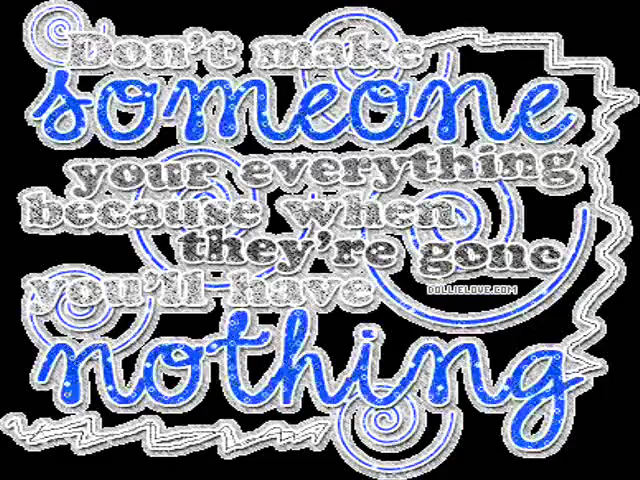 Don't make
someone
your everything
because when
they're gone
you'll have
DOLLIELOVE.COM
nothing